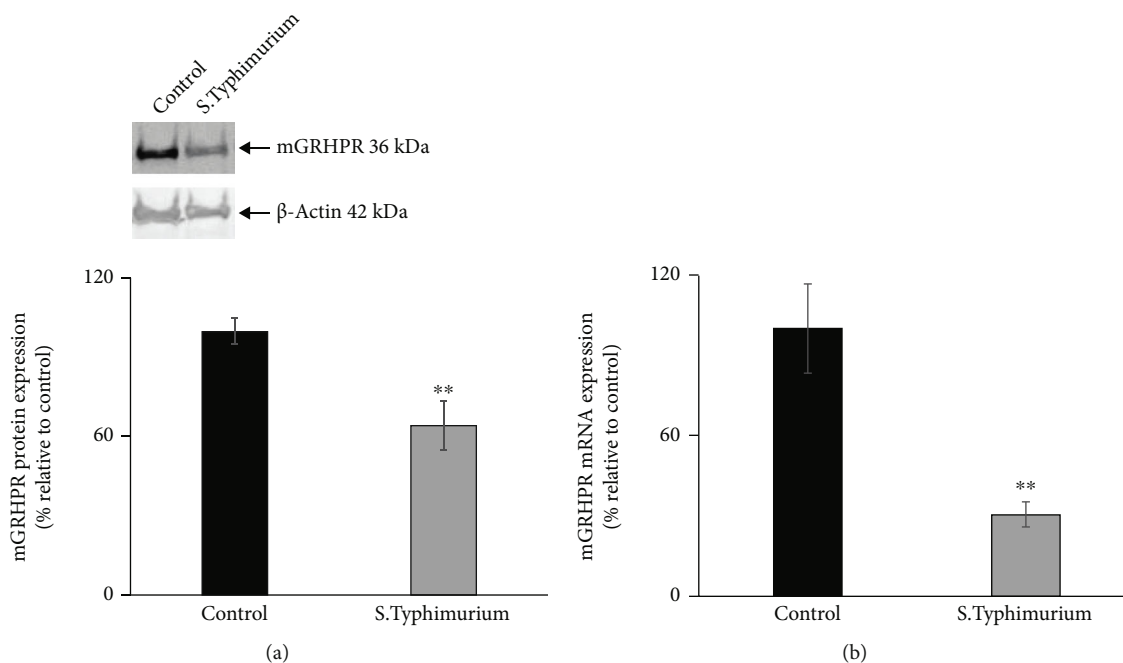 Control
S.Typhimurium
mGRHPR 36 kDa
β-Actin 42 kDa
mGRHPR protein expression
(% relative to control)
120
60
0
**
Control
S.Typhimurium
(a)
mGRHPR mRNA expression
(% relative to control)
120
60
0
**
Control
S.Typhimurium
(b)